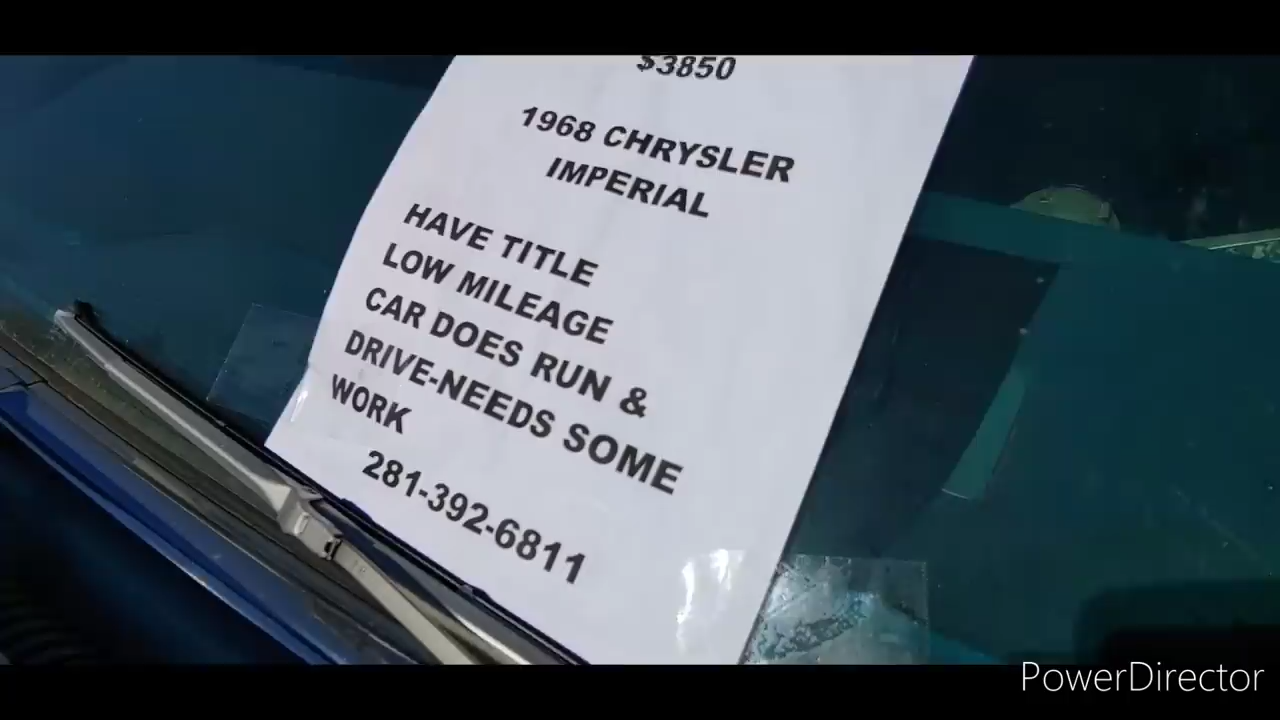 $3850
1968 CHRYSLER
IMPERIAL
HAVE TITLE
LOW MILEAGE
CAR DOES RUN &
DRIVE-NEEDS SOME
WORK
281-392-6811
PowerDirector